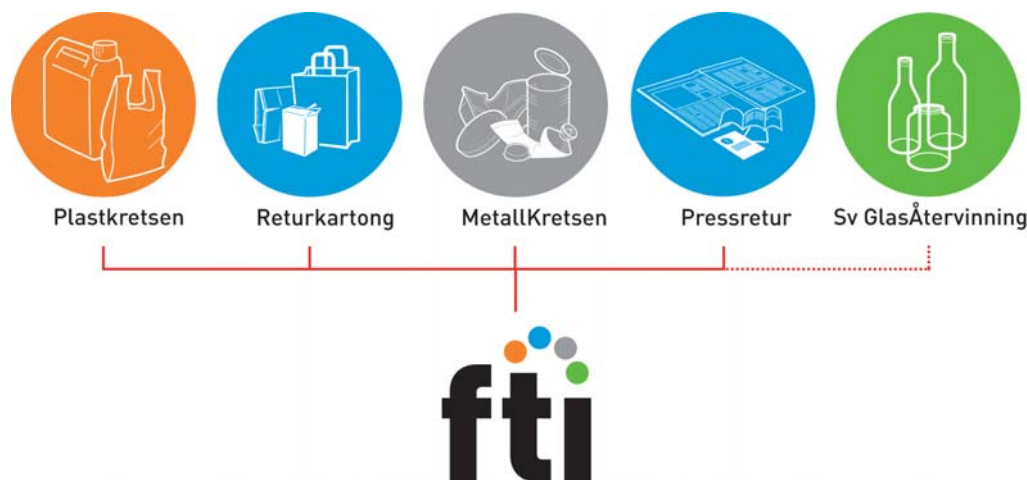 Plastkretsen
Returkartong
MetallKretsen
Pressretur
Sv GlasÅtervinning
fti